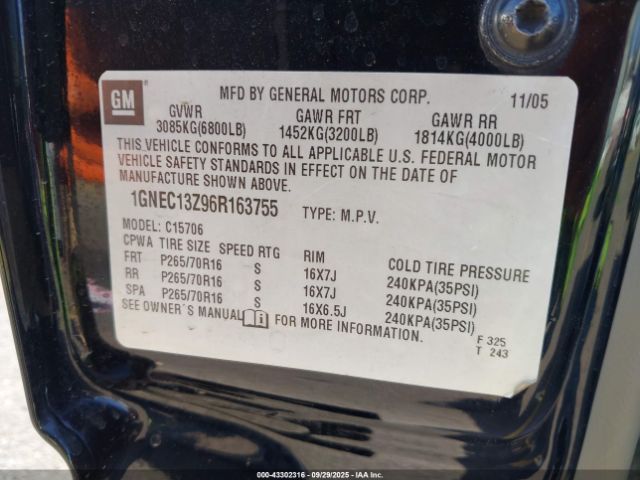 GM
MFD BY GENERAL MOTORS CORP. 11/05
GVWR GAWR FRT GAWR RR
3085KG(6800LB) 1452KG(3200LB) 1814KG(4000LB)
THIS VEHICLE CONFORMS TO ALL APPLICABLE U.S. FEDERAL MOTOR
VEHICLE SAFETY STANDARDS IN EFFECT ON THE DATE OF
MANUFACTURE SHOWN ABOVE.
1GNEC13Z96R163755 TYPE: M.P.V.
MODEL: C15706
CPWA TIRE SIZE SPEED RTG RIM COLD TIRE PRESSURE
FRT P265/70R16 S 16X7J 240KPA(35PSI)
RR P265/70R16 S 16X7J 240KPA(35PSI)
SPA P265/70R16 S 16X6.5J 240KPA(35PSI)
SEE OWNER'S MANUAL i FOR MORE INFORMATION.
F 325
T 243
000-43302316 - 09/29/2025 - COPYRIGHT IAA, LLC